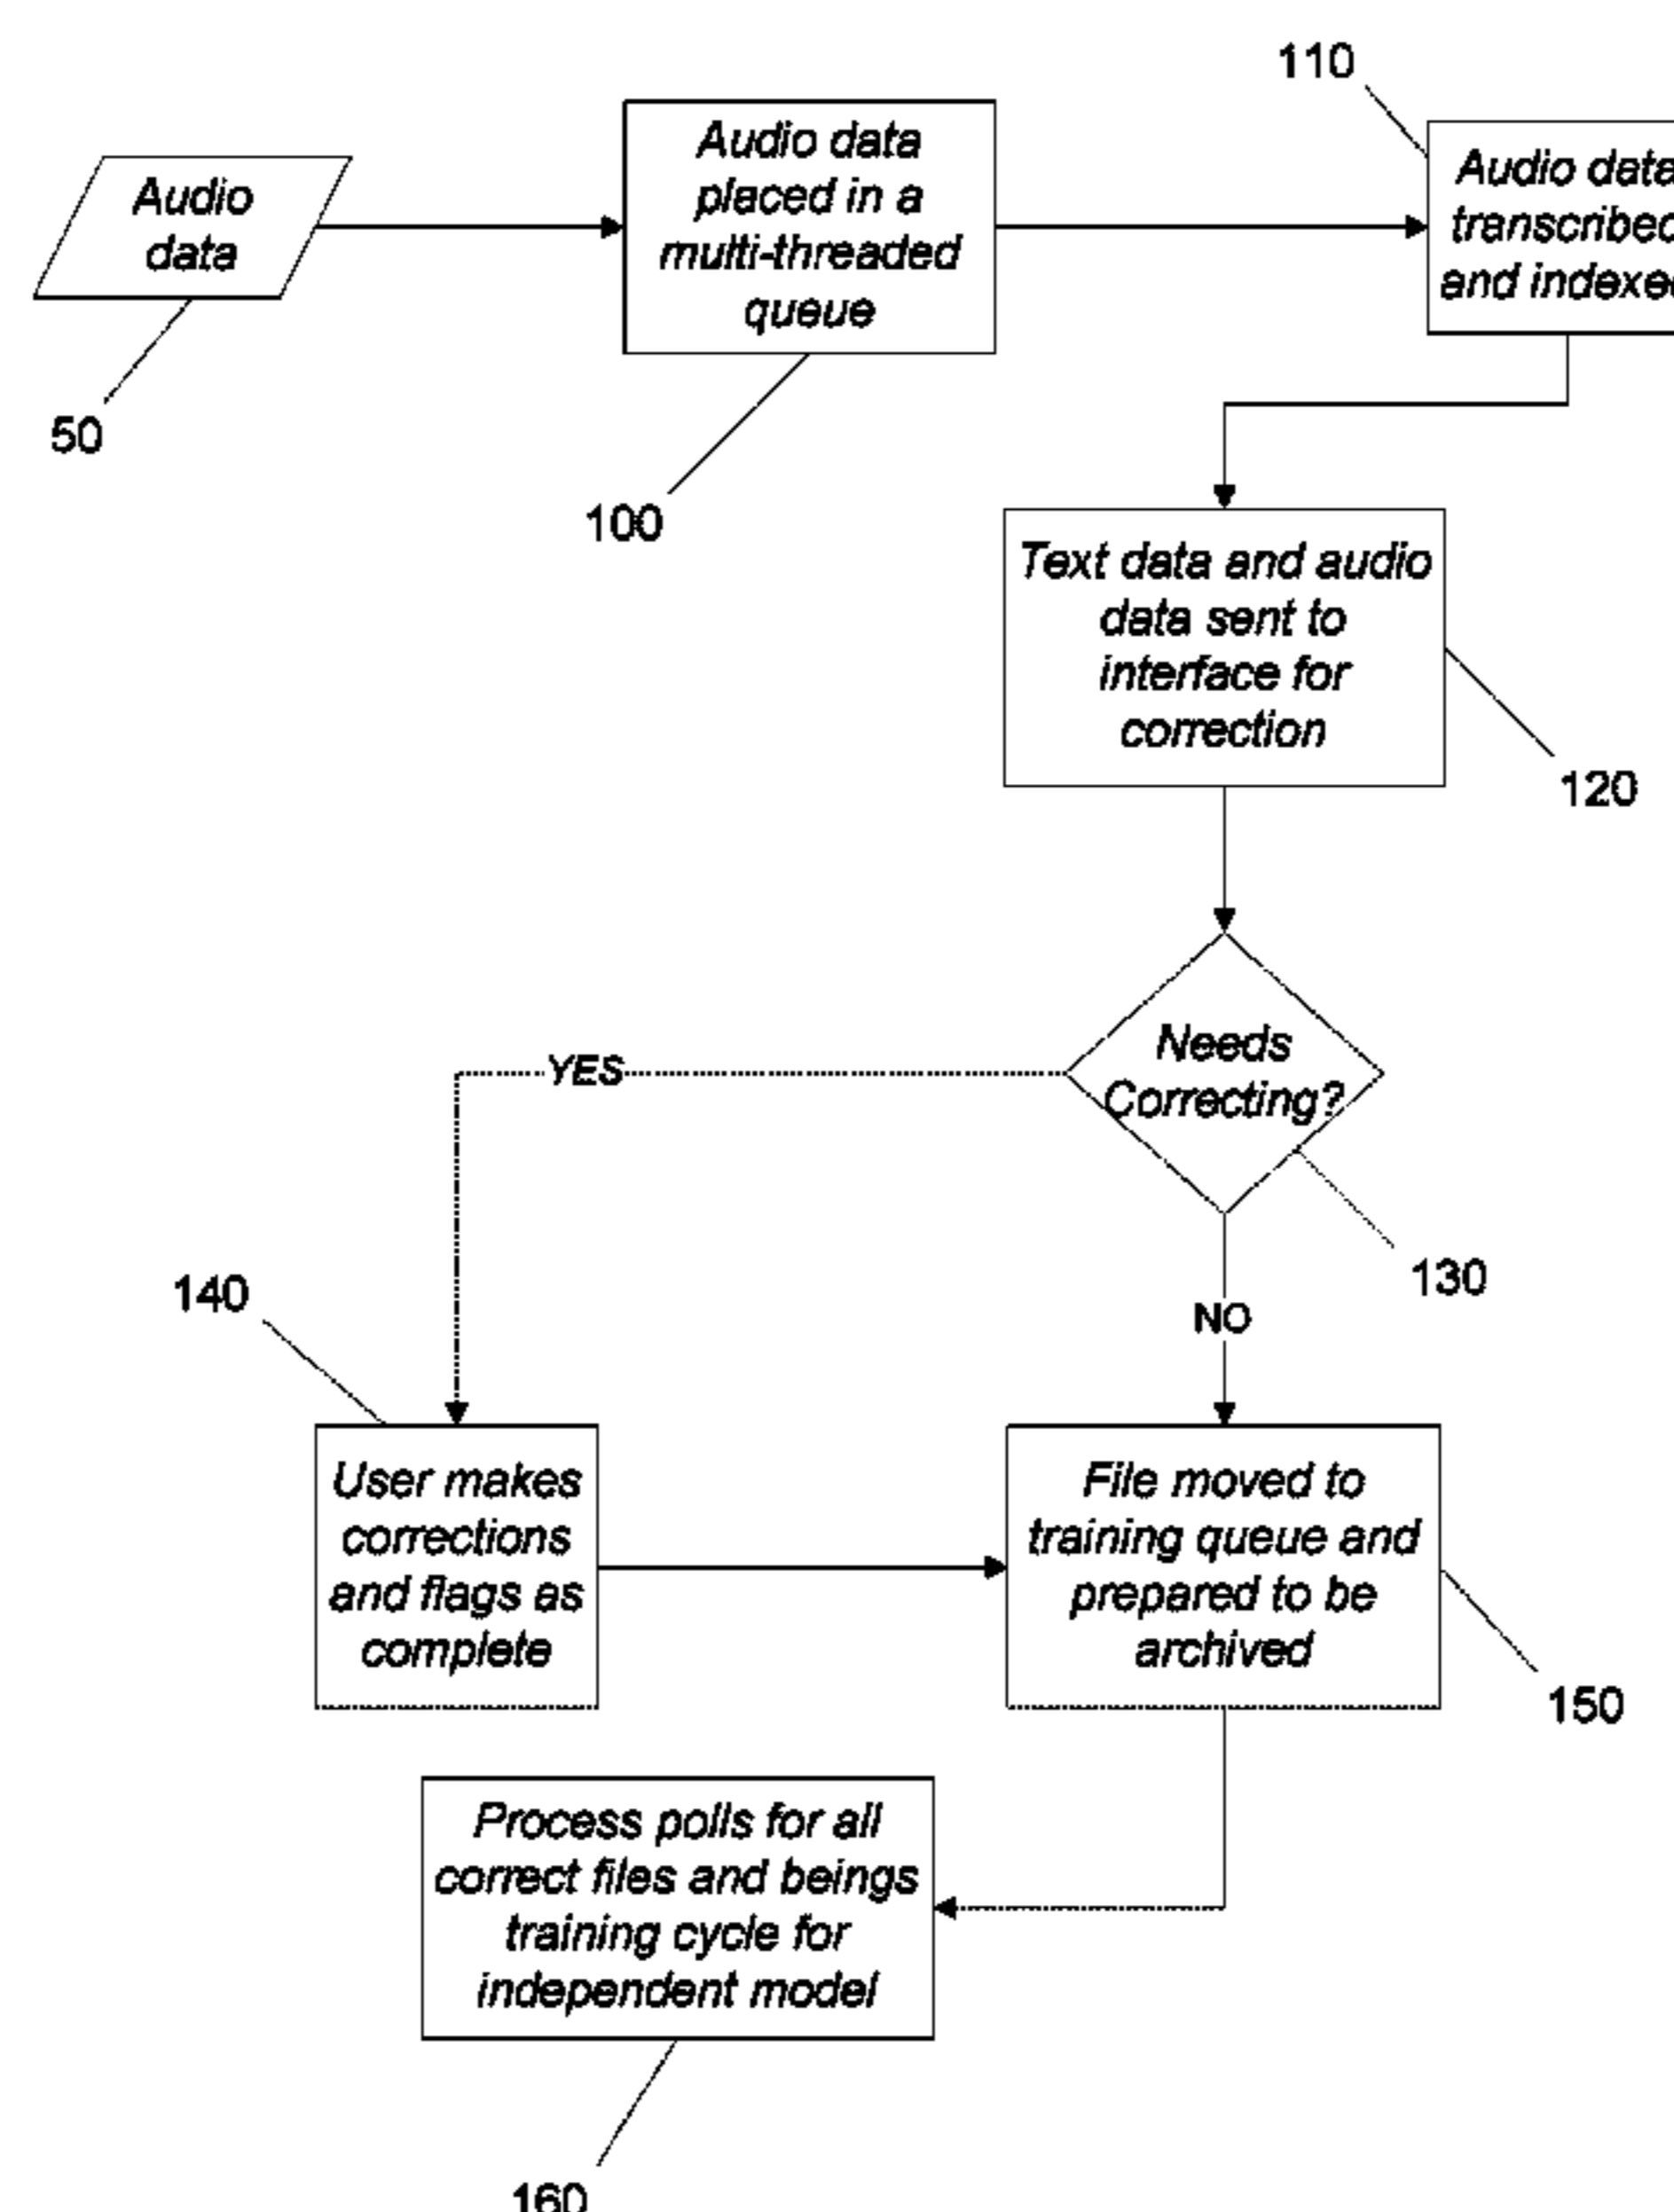 110
Audio
data
50
Audio data
placed in a
multi-threaded
queue
100
Audio data
transcribed
and indexed
Text data and audio
data sent to
interface for
correction
120
Needs
Correcting?
130
YES
NO
140
User makes
corrections
and flags as
complete
File moved to
training queue and
prepared to be
archived
150
Process polls for all
correct files and beings
training cycle for
independent model
160